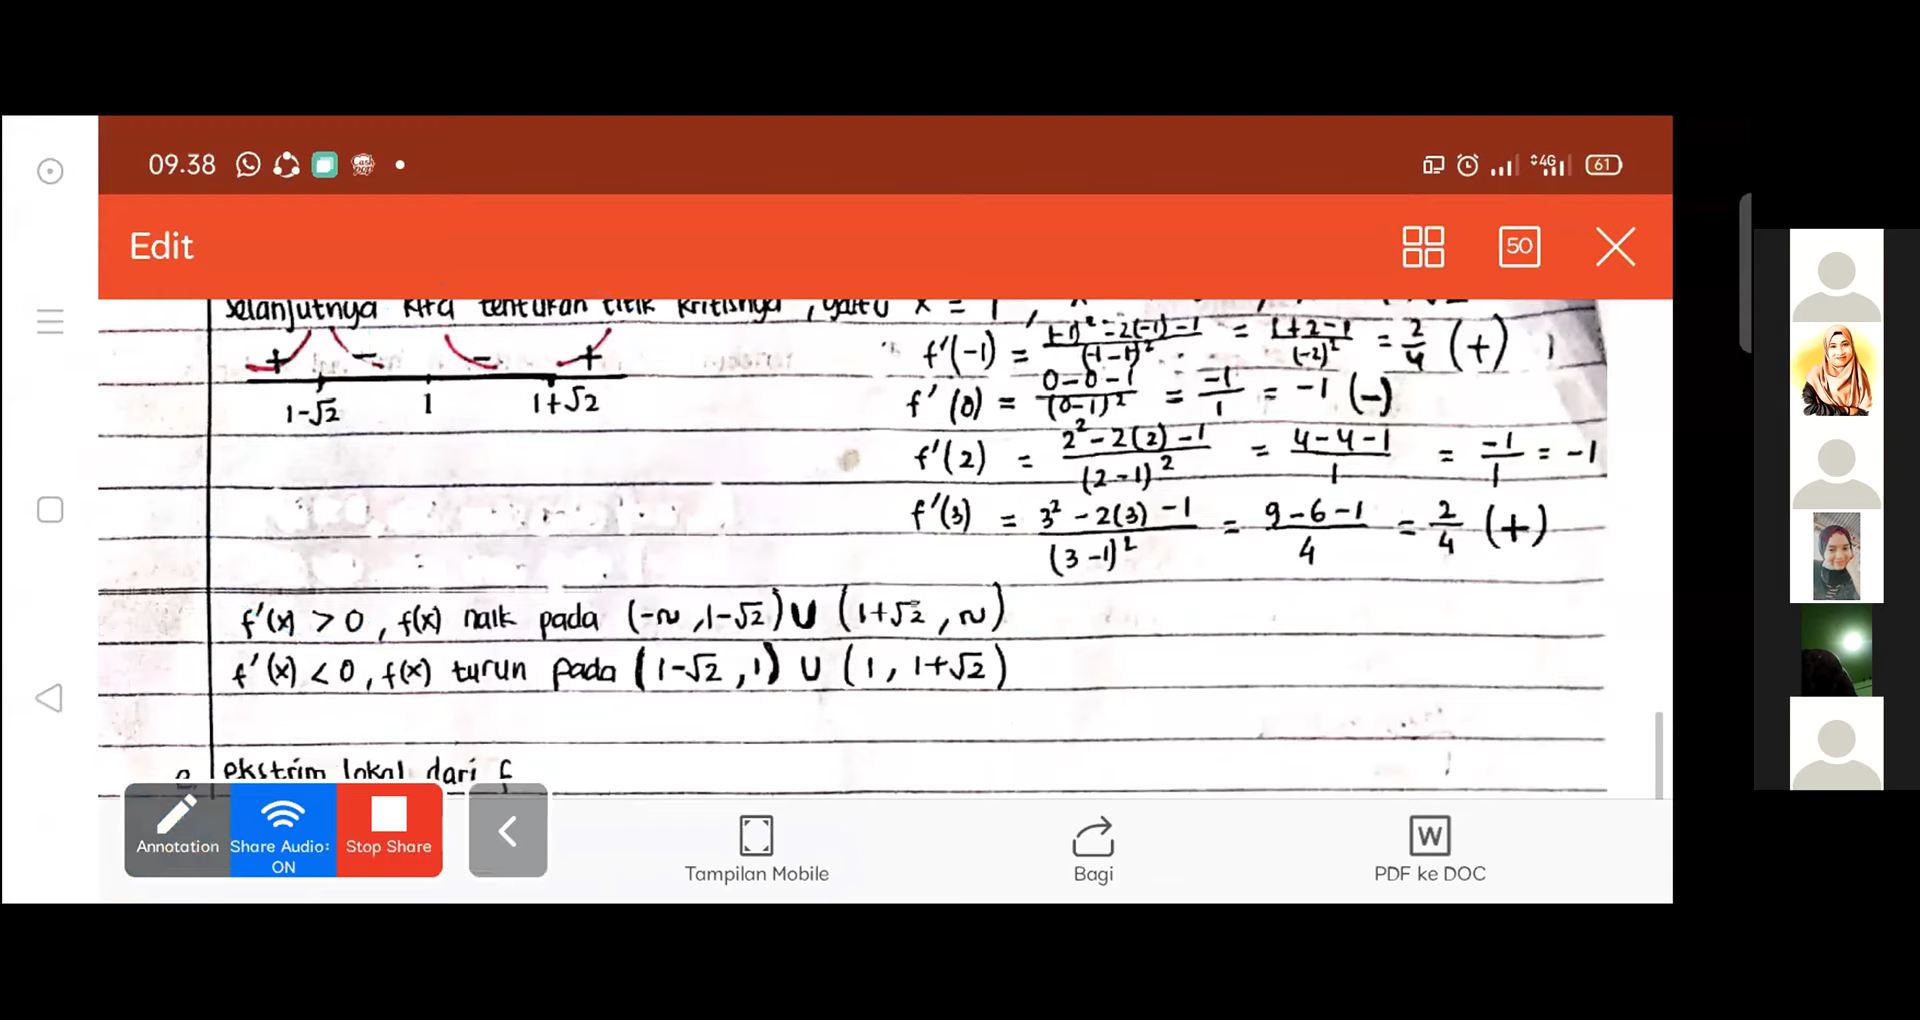 09.38
4G 61
Edit
50
Selanjutnya kita tentukan titik kritisnya, yaitu x = 1,
+ - - +
1-√2 1 1+√2
f'(-1) = (-1)²-2(-1)-1 / (-1-1)² = 1+2-1 / (-2)² = 2/4 (+)
f'(0) = 0-0-1 / (0-1)² = -1/1 = -1 (-)
f'(2) = 2²-2(2)-1 / (2-1)² = 4-4-1 / 1 = -1/1 = -1
f'(3) = 3²-2(3)-1 / (3-1)² = 9-6-1 / 4 = 2/4 (+)
f'(x) > 0, f(x) naik pada (-∞, 1-√2) ∪ (1+√2, ∞)
f'(x) < 0, f(x) turun pada (1-√2, 1) ∪ (1, 1+√2)
ekstrim lokal dari f
Annotation
Share Audio: ON
Stop Share
Tampilan Mobile
Bagi
W
PDF ke DOC